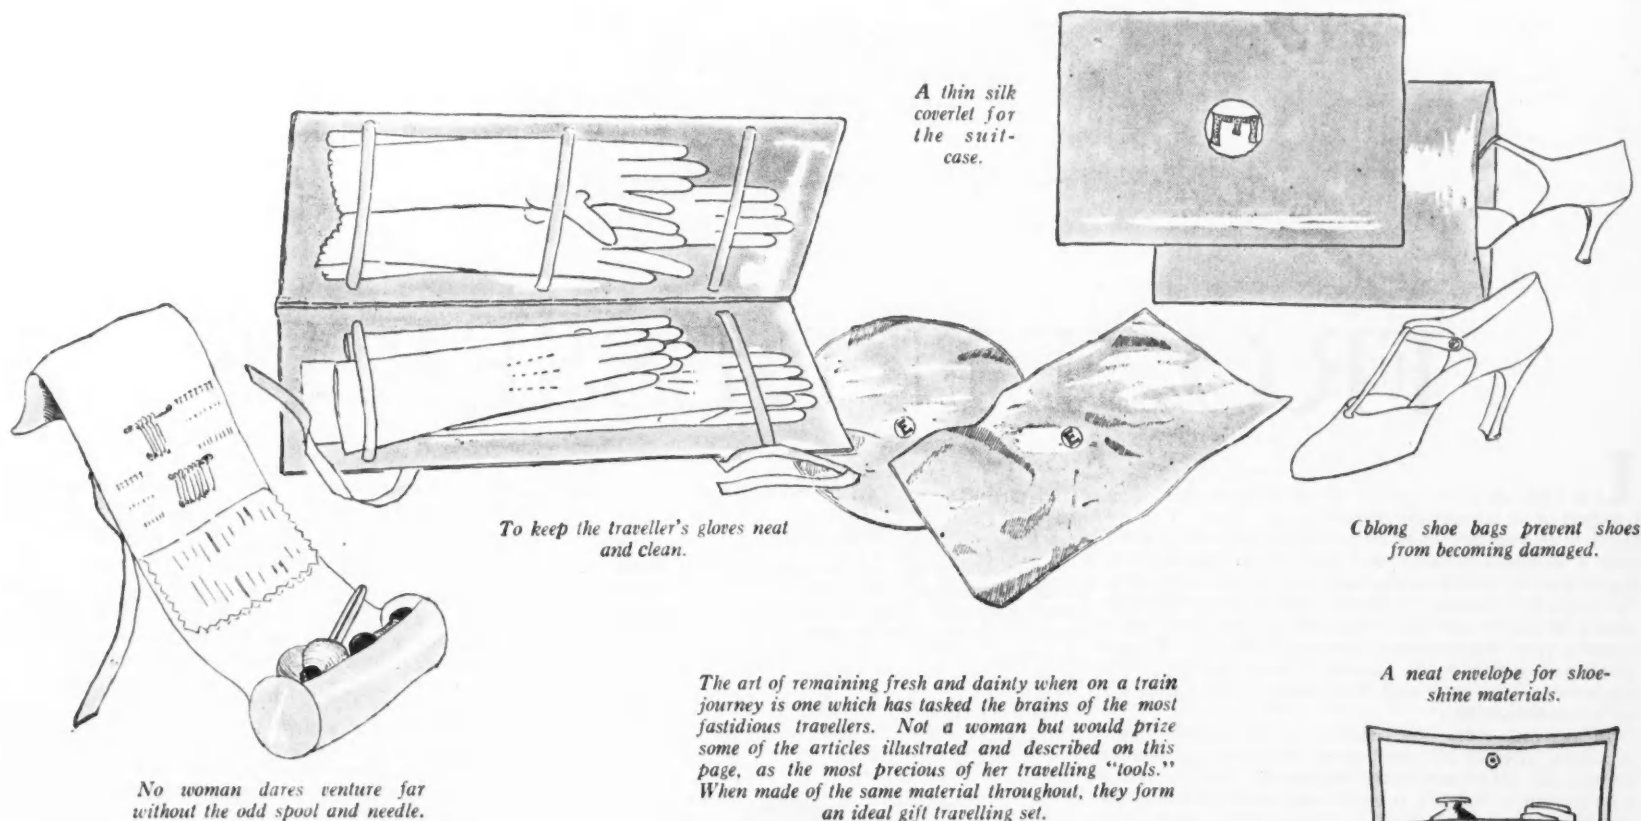 A thin silk
coverlet for
the suit-
case.
E
E
E
To keep the traveller's gloves neat
and clean.
Cblong shoe bags prevent shoes
from becoming damaged.
A neat envelope for shoe-
shine materials.
The art of remaining fresh and dainty when on a train
journey is one which has tasked the brains of the most
fastidious travellers. Not a woman but would prize
some of the articles illustrated and described on this
page, as the most precious of her travelling "tools."
When made of the same material throughout, they form
an ideal gift travelling set.
No woman dares venture far
without the odd spool and needle.